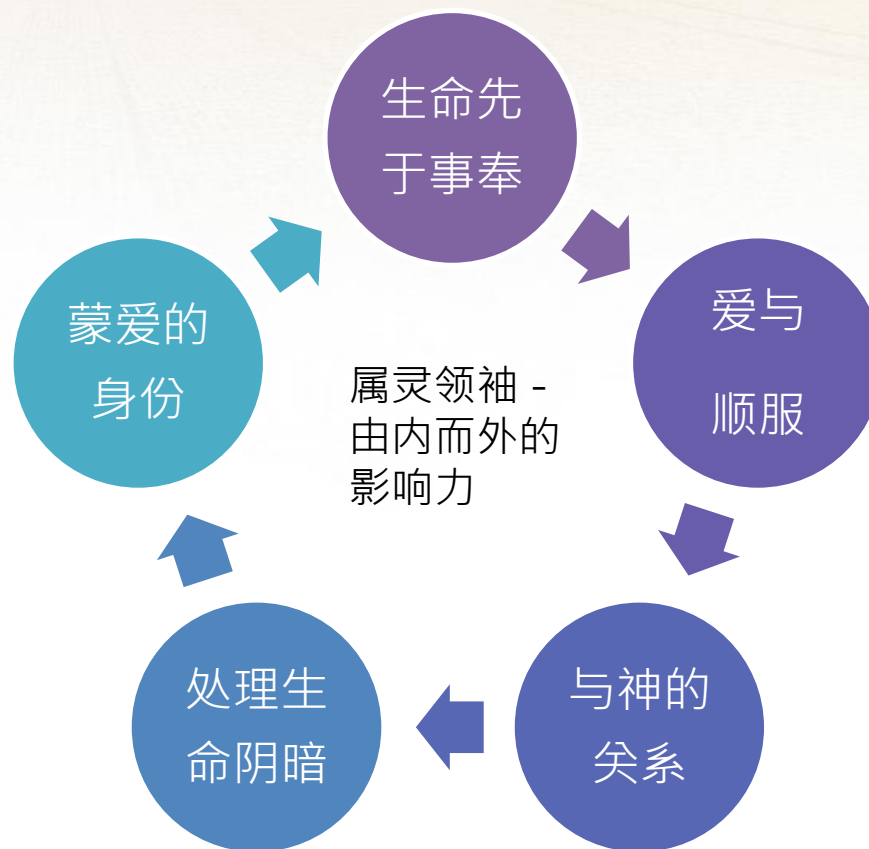 生命先
于事奉
爱与
顺服
与神的
关系
处理生
命阴暗
蒙爱的
身份
属灵领袖 -
由内而外的
影响力